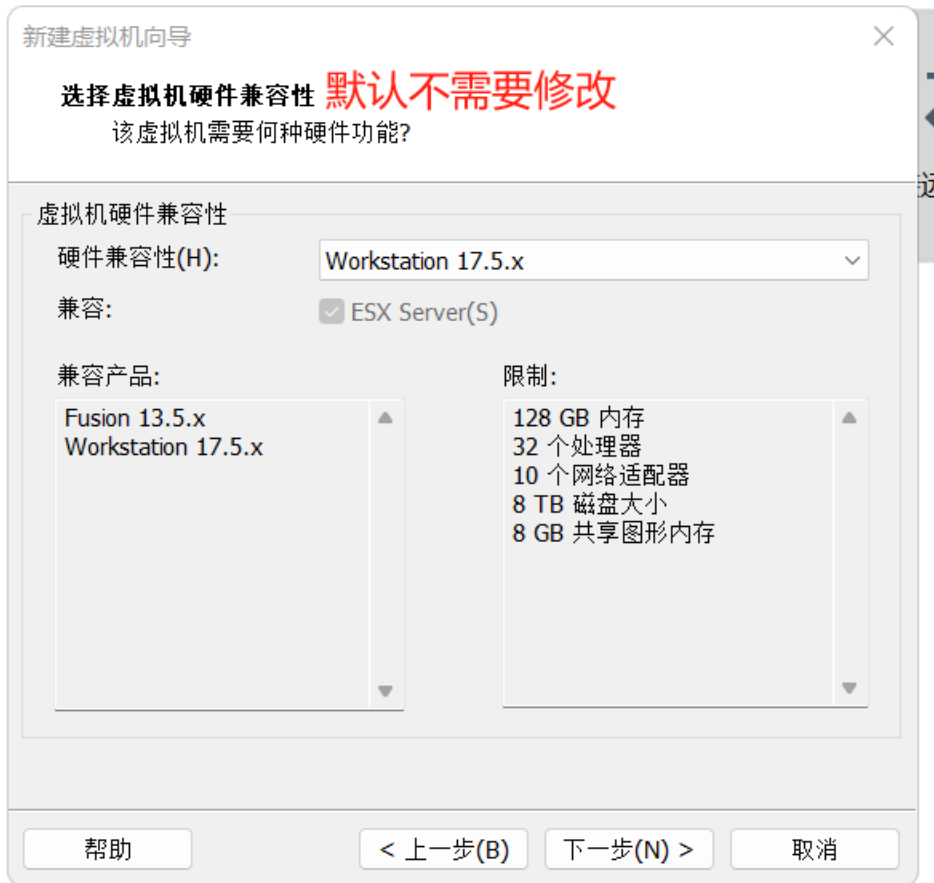 新建虚拟机向导
选择虚拟机硬件兼容性 默认不需要修改
该虚拟机需要何种硬件功能?
虚拟机硬件兼容性
硬件兼容性(H): Workstation 17.5.x
兼容: ESX Server(S)
兼容产品:
Fusion 13.5.x
Workstation 17.5.x
限制:
128 GB 内存
32 个处理器
10 个网络适配器
8 TB 磁盘大小
8 GB 共享图形内存
帮助 < 上一步(B) 下一步(N) > 取消